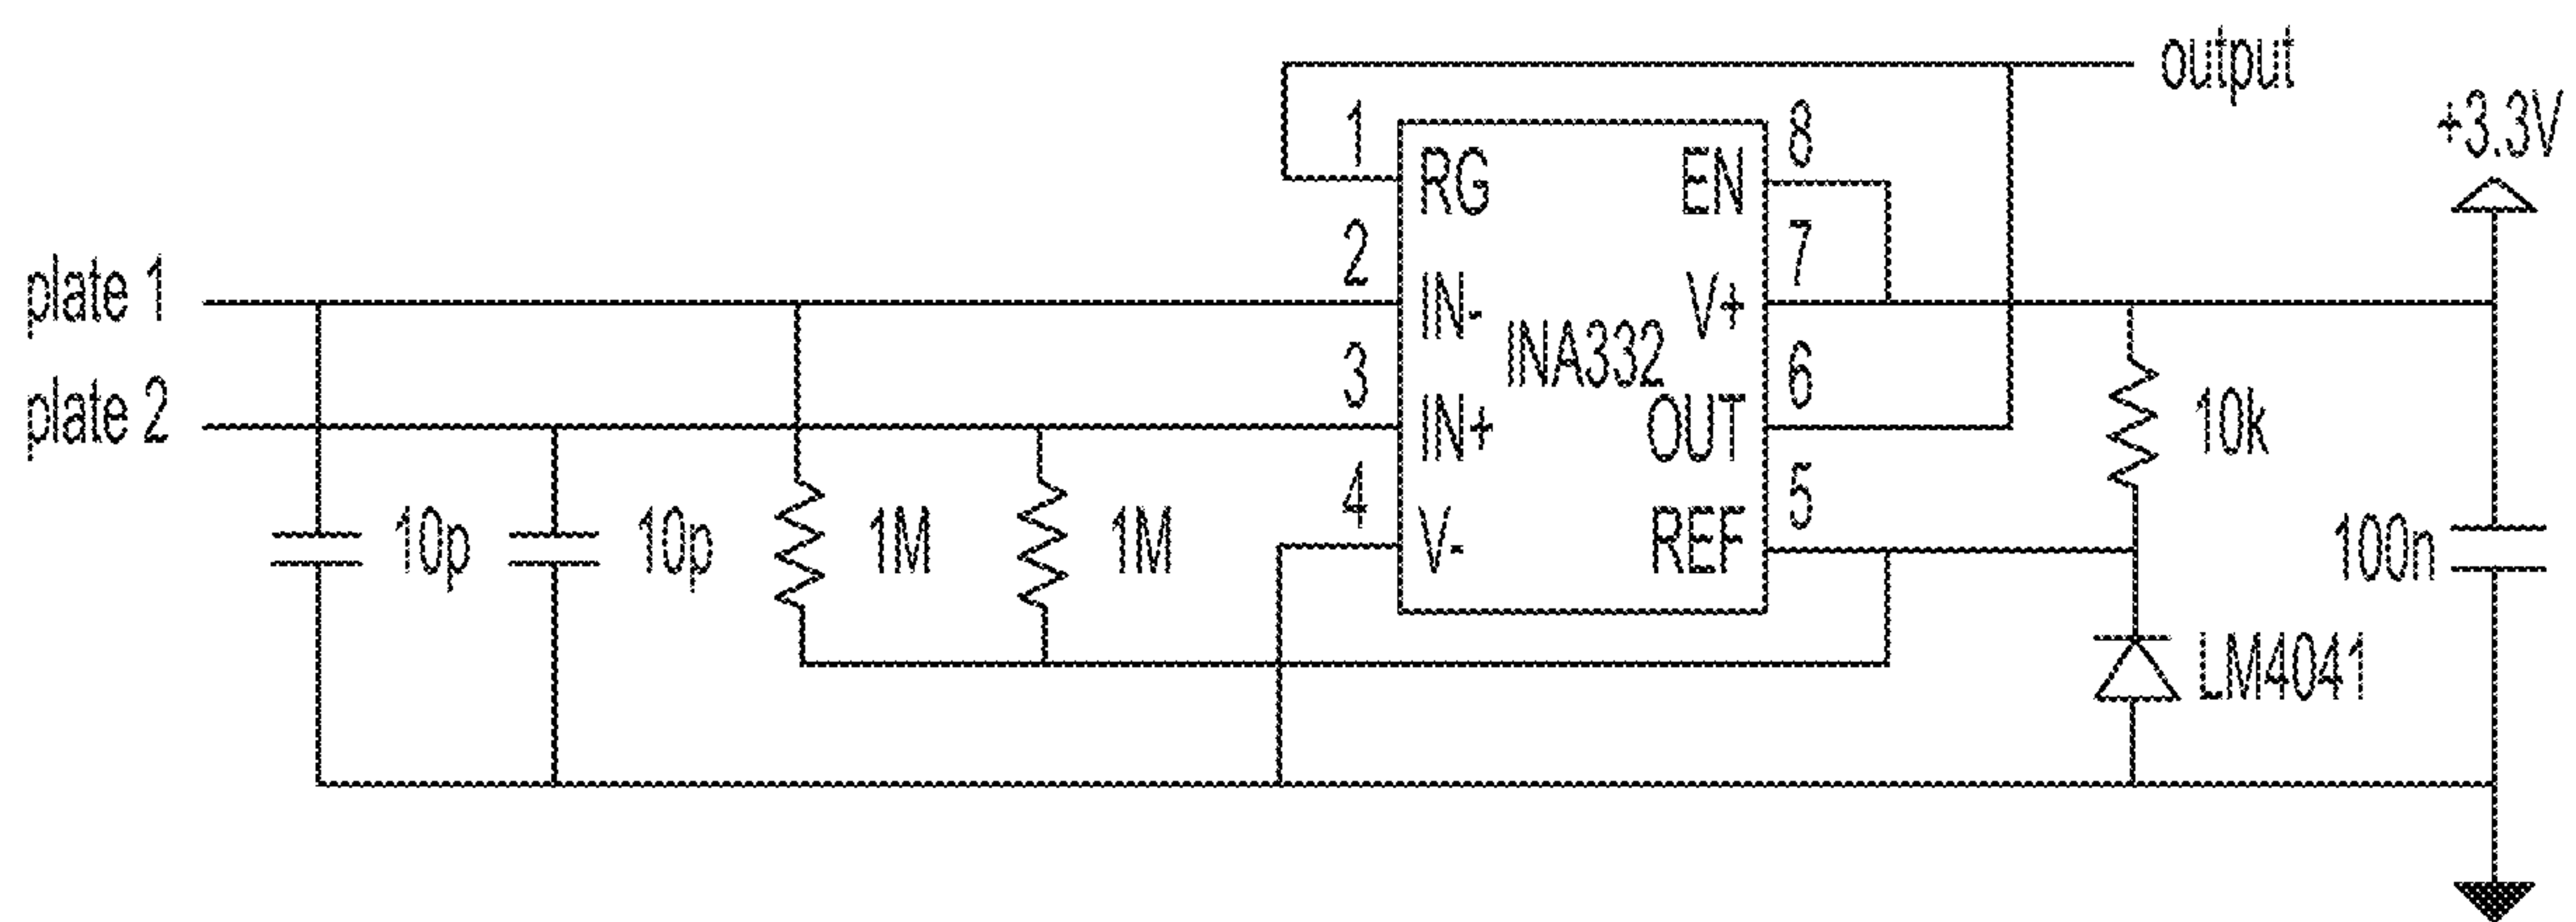 output
+3.3V
1
8
RG
EN
2
7
plate 1
IN-
V+
INA332
3
6
plate 2
IN+
OUT
10k
4
5
10p
10p
1M
1M
V-
REF
100n
LM4041